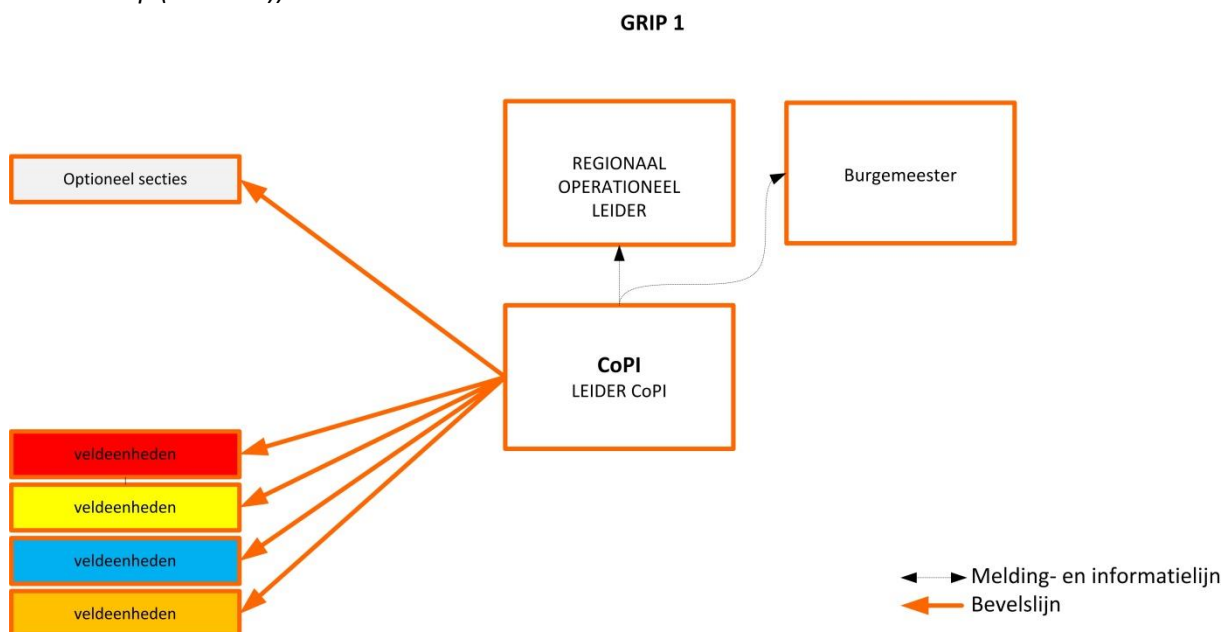 GRIP 1
Optioneel secties
REGIONAAL
OPERATIONEEL
LEIDER
Burgemeester
CoPI
LEIDER CoPI
veldeenheden
veldeenheden
veldeenheden
veldeenheden
Melding- en informatielijn
Bevelslijn